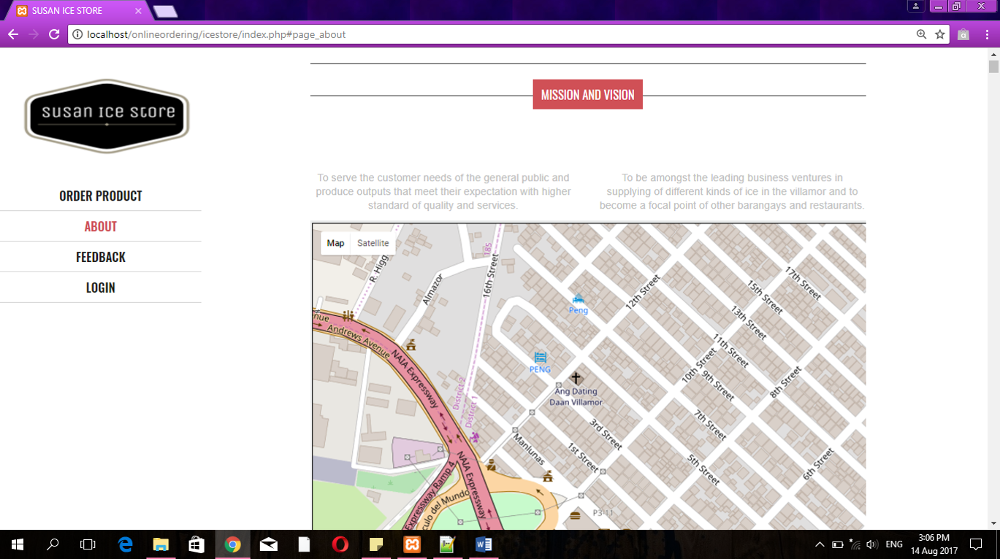 SUSAN ICE STORE
localhost/onlineordering/icestore/index.php#page_about
susan Ice Store
ORDER PRODUCT
ABOUT
FEEDBACK
LOGIN
MISSION AND VISION
To serve the customer needs of the general public and
produce outputs that meet their expectation with higher
standard of quality and services.
To be amongst the leading business ventures in
supplying of different kinds of ice in the villamor and to
become a focal point of other barangays and restaurants.
Map
Satellite
R. Higg
Almazor
185
16th Street
Peng
12th Street
17th Street
15th Street
13th Street
11th Street
10th Street
9th Street
8th Street
7th Street
6th Street
5th Street
3rd Street
1st Street
Manlunas
PENG
Ang Dating
Daan Villamor
nue
Andrews Avenue
NAIA Expressway
District 2
District 1
NAIA Expressway
Expressway Ramp 4
culo del Mundo
P3-11
ENG
3:06 PM
14 Aug 2017